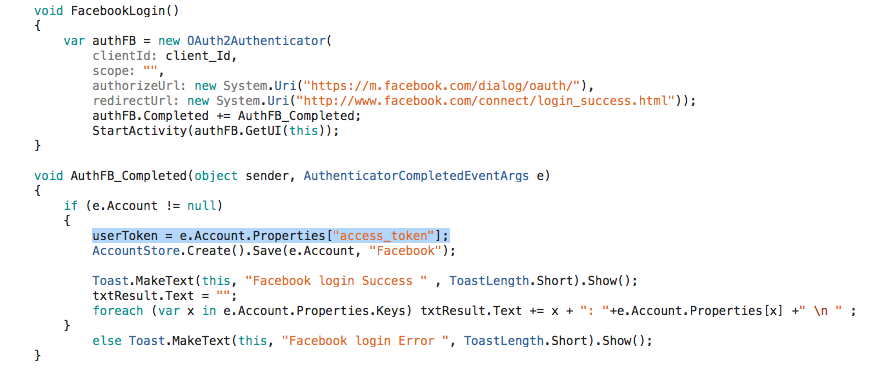 void FacebookLogin()
{
var authFB = new OAuth2Authenticator(
clientId: client_Id,
scope: "",
authorizeUrl: new System.Uri("https://m.facebook.com/dialog/oauth/"),
redirectUrl: new System.Uri("http://www.facebook.com/connect/login_success.html"));
authFB.Completed += AuthFB_Completed;
StartActivity(authFB.GetUI(this));
}
void AuthFB_Completed(object sender, AuthenticatorCompletedEventArgs e)
{
if (e.Account != null)
{
userToken = e.Account.Properties["access_token"];
AccountStore.Create().Save(e.Account, "Facebook");
Toast.MakeText(this, "Facebook login Success " , ToastLength.Short).Show();
txtResult.Text = "";
foreach (var x in e.Account.Properties.Keys) txtResult.Text += x + ": "+e.Account.Properties[x] +" \n " ;
}
else Toast.MakeText(this, "Facebook login Error ", ToastLength.Short).Show();
}